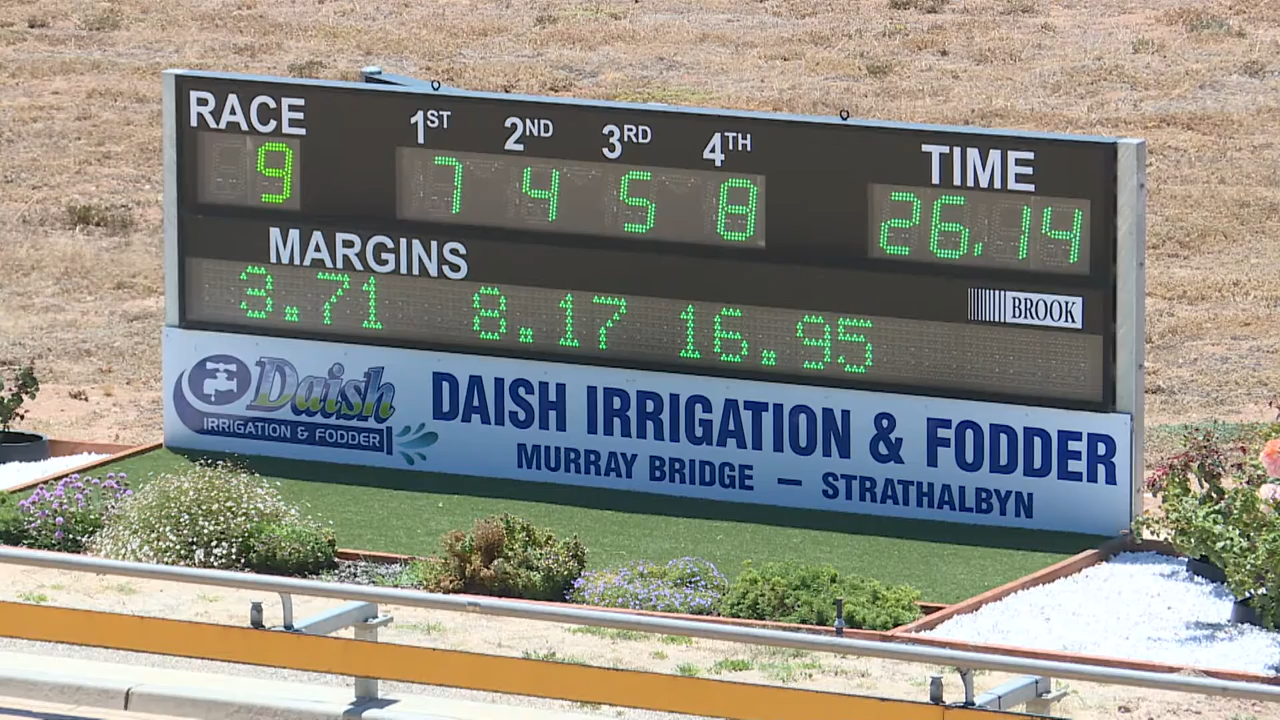 RACE 1ST 2ND 3RD 4TH TIME
9 7 4 5 8 26.14
MARGINS
3.71 8.17 16.95
BROOK
Daish
IRRIGATION & FODDER
DAISH IRRIGATION & FODDER
MURRAY BRIDGE – STRATHALBYN